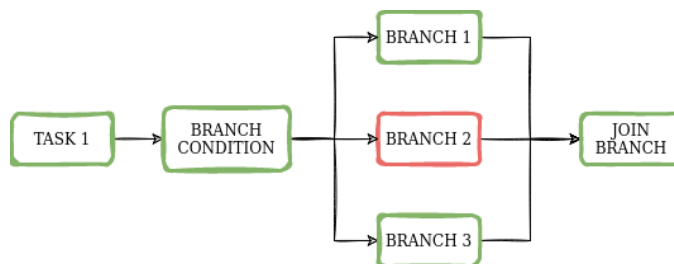 TASK 1
BRANCH
CONDITION
BRANCH 1
BRANCH 2
BRANCH 3
JOIN
BRANCH